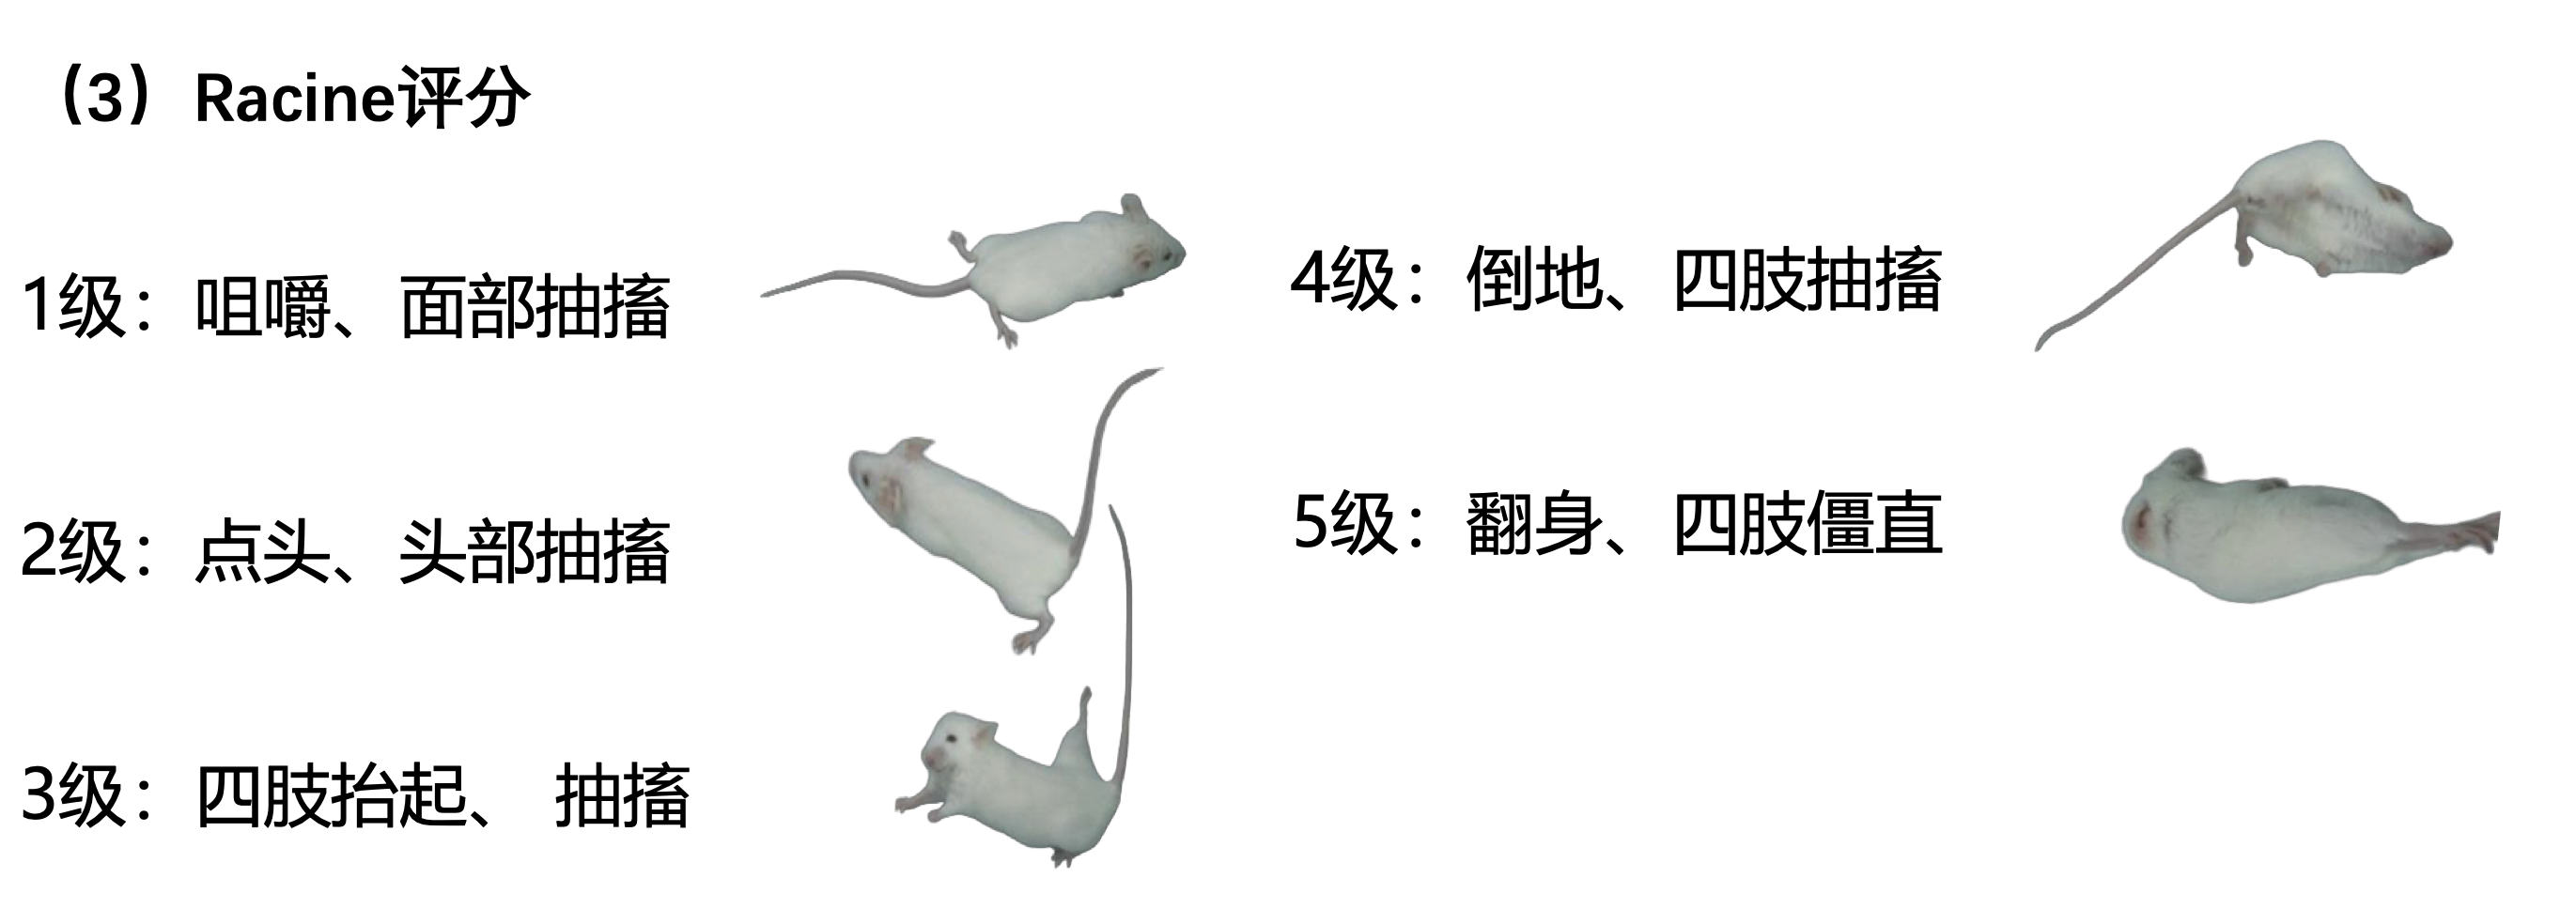 （3）Racine评分
1级：咀嚼、面部抽搐
2级：点头、头部抽搐
3级：四肢抬起、 抽搐
4级：倒地、四肢抽搐
5级：翻身、四肢僵直